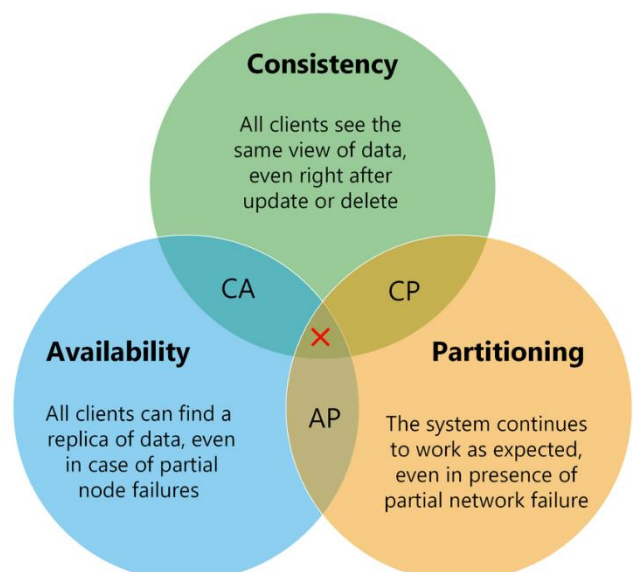 Consistency
All clients see the
same view of data,
even right after
update or delete
CA
CP
Availability
All clients can find a
replica of data, even
in case of partial
node failures
AP
Partitioning
The system continues
to work as expected,
even in presence of
partial network failure